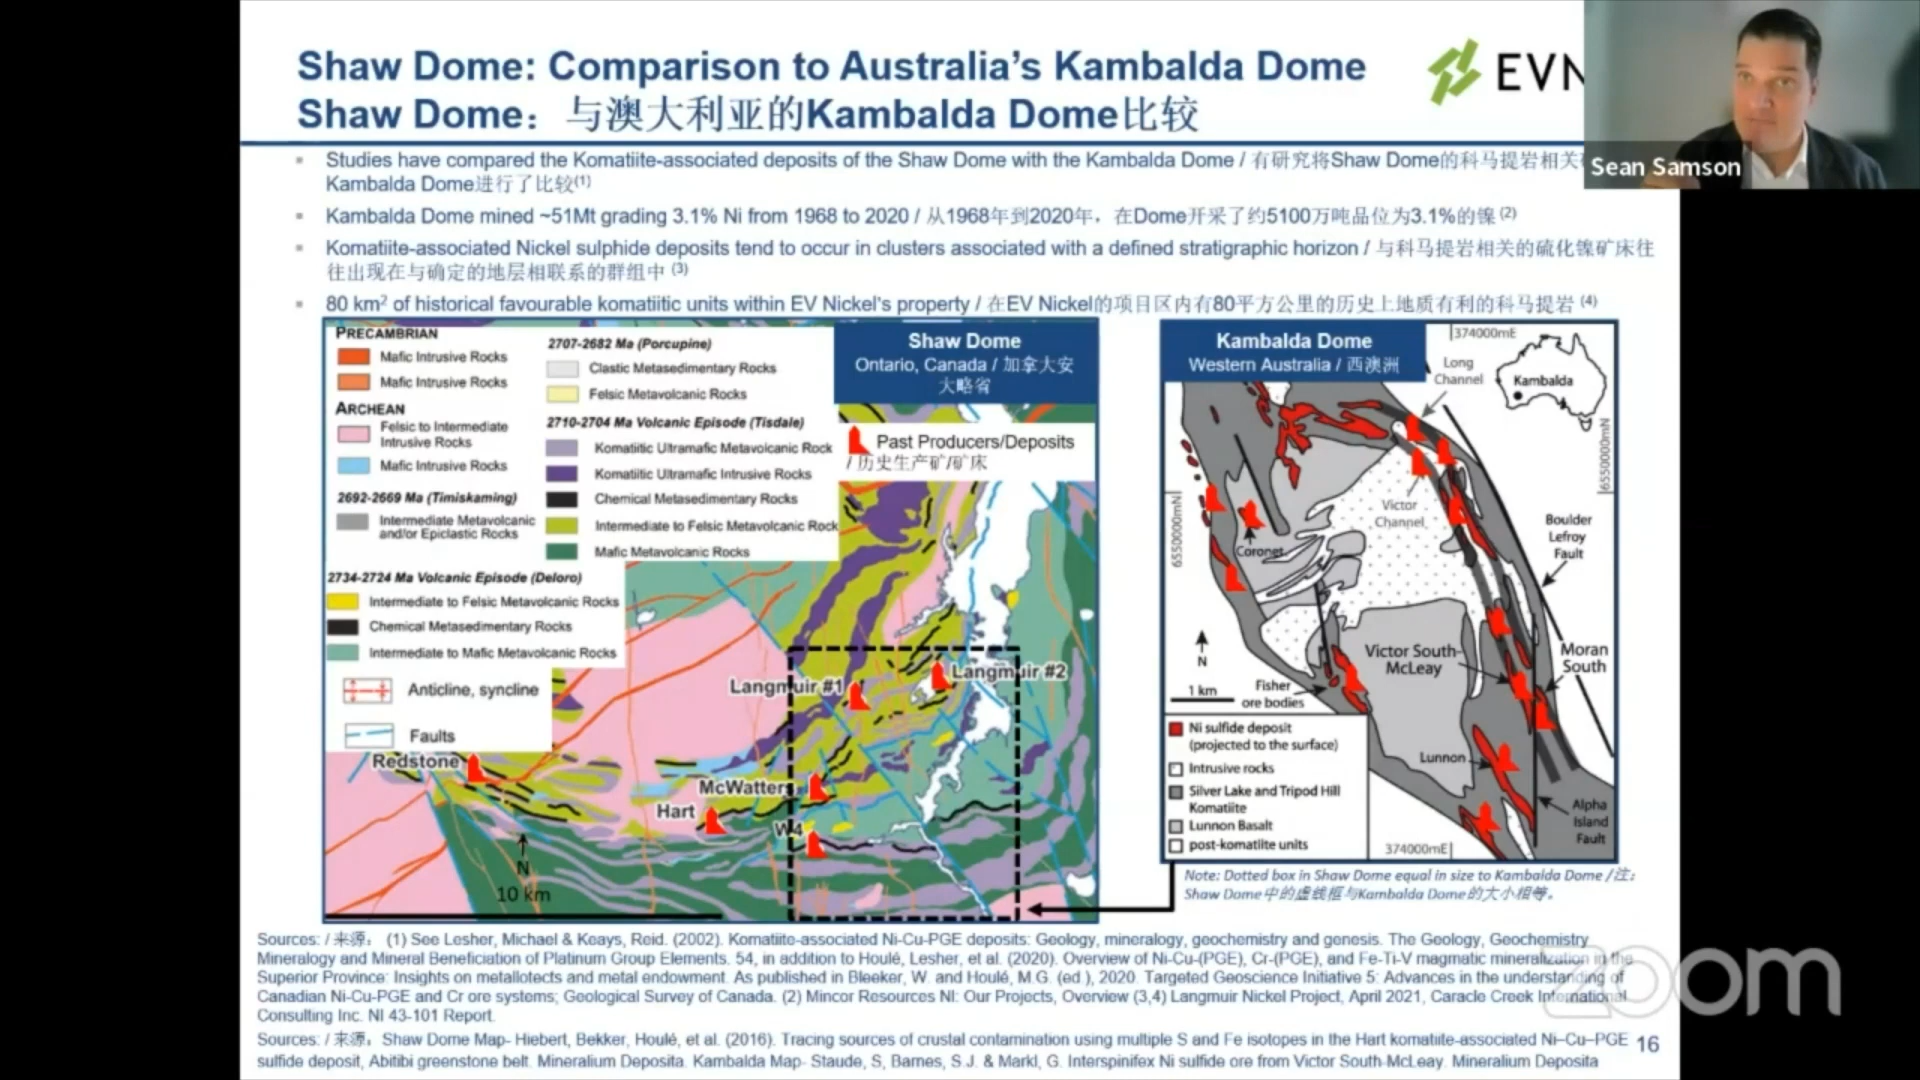 Shaw Dome: Comparison to Australia's Kambalda Dome
Shaw Dome：与澳大利亚的Kambalda Dome比较
EVN
Sean Samson
Studies have compared the Komatiite-associated deposits of the Shaw Dome with the Kambalda Dome / 有研究将Shaw Dome的科马提岩相关
Kambalda Dome进行了比较(1)
Kambalda Dome mined ~51Mt grading 3.1% Ni from 1968 to 2020 / 从1968年到2020年，在Dome开采了约5100万吨品位为3.1%的镍 (2)
Komatiite-associated Nickel sulphide deposits tend to occur in clusters associated with a defined stratigraphic horizon / 与科马提岩相关的硫化镍矿床往
往出现在与确定的地层相联系的群组中 (3)
80 km² of historical favourable komatiitic units within EV Nickel's property / 在EV Nickel的项目区内有80平方公里的历史上地质有利的科马提岩 (4)
PRECAMBRIAN
Mafic Intrusive Rocks
Mafic Intrusive Rocks
ARCHEAN
Felsic to Intermediate
Intrusive Rocks
Mafic Intrusive Rocks
2692-2669 Ma (Timiskaming)
Intermediate Metavolcanic
and/or Epiclastic Rocks
2734-2724 Ma Volcanic Episode (Deloro)
Intermediate to Felsic Metavolcanic Rocks
Chemical Metasedimentary Rocks
Intermediate to Mafic Metavolcanic Rocks
Anticline, syncline
Faults
2707-2682 Ma (Porcupine)
Clastic Metasedimentary Rocks
Felsic Metavolcanic Rocks
2710-2704 Ma Volcanic Episode (Tisdale)
Komatiitic Ultramafic Metavolcanic Rock
Komatiitic Ultramafic Intrusive Rocks
Chemical Metasedimentary Rocks
Intermediate to Felsic Metavolcanic Rock
Mafic Metavolcanic Rocks
Shaw Dome
Ontario, Canada / 加拿大安
大略省
Past Producers/Deposits
/ 历史生产矿/矿床
Langmuir #1
Langmuir #2
Redstone
McWatters
Hart
W4
N
10 km
Kambalda Dome
Western Australia / 西澳洲
374000mE
Long
Channel
Kambalda
6550000mN
6550000mN
Victor
Channel
Boulder
Lefroy
Fault
Coronet
N
1 km
Victor South-
McLeay
Moran
South
Fisher
ore bodies
Lunnon
Alpha
Island
Fault
374000mE
Ni sulfide deposit
(projected to the surface)
Intrusive rocks
Silver Lake and Tripod Hill
Komatiite
Lunnon Basalt
post-komatiite units
Note: Dotted box in Shaw Dome equal in size to Kambalda Dome /注：
Shaw Dome中的虚线框与Kambalda Dome的大小相等。
Sources: / 来源： (1) See Lesher, Michael & Keays, Reid. (2002). Komatiite-associated Ni-Cu-PGE deposits: Geology, mineralogy, geochemistry and genesis. The Geology, Geochemistry
Mineralogy and Mineral Beneficiation of Platinum Group Elements. 54, in addition to Houlé, Lesher, et al. (2020). Overview of Ni-Cu-(PGE), Cr-(PGE), and Fe-Ti-V magmatic mineralization in the
Superior Province: Insights on metallotects and metal endowment. As published in Bleeker, W. and Houlé, M.G. (ed.), 2020. Targeted Geoscience Initiative 5: Advances in the understanding of
Canadian Ni-Cu-PGE and Cr ore systems; Geological Survey of Canada. (2) Mincor Resources NI: Our Projects, Overview (3,4) Langmuir Nickel Project, April 2021, Caracle Creek International
Consulting Inc. NI 43-101 Report.
Sources: / 来源： Shaw Dome Map- Hiebert, Bekker, Houlé, et al. (2016). Tracing sources of crustal contamination using multiple S and Fe isotopes in the Hart komatiite-associated Ni–Cu–PGE
sulfide deposit, Abitibi greenstone belt. Mineralium Deposita. Kambalda Map- Staude, S, Barnes, S.J. & Markl, G. Interspinifex Ni sulfide ore from Victor South-McLeay. Mineralium Deposita
16
zoom